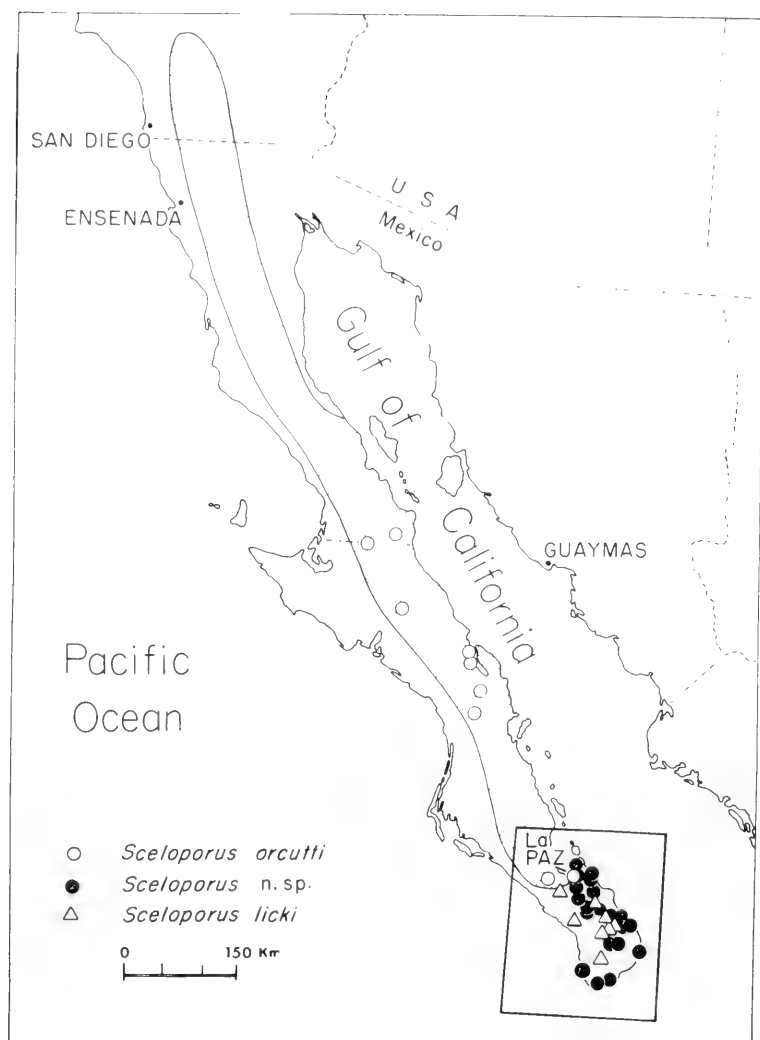 SAN DIEGO
ENSENADA
U S A
Mexico
Gulf of
California
GUAYMAS
Pacific
Ocean
La
PAZ
Sceloporus orcutti
Sceloporus n.sp.
Sceloporus licki
0 150 Km